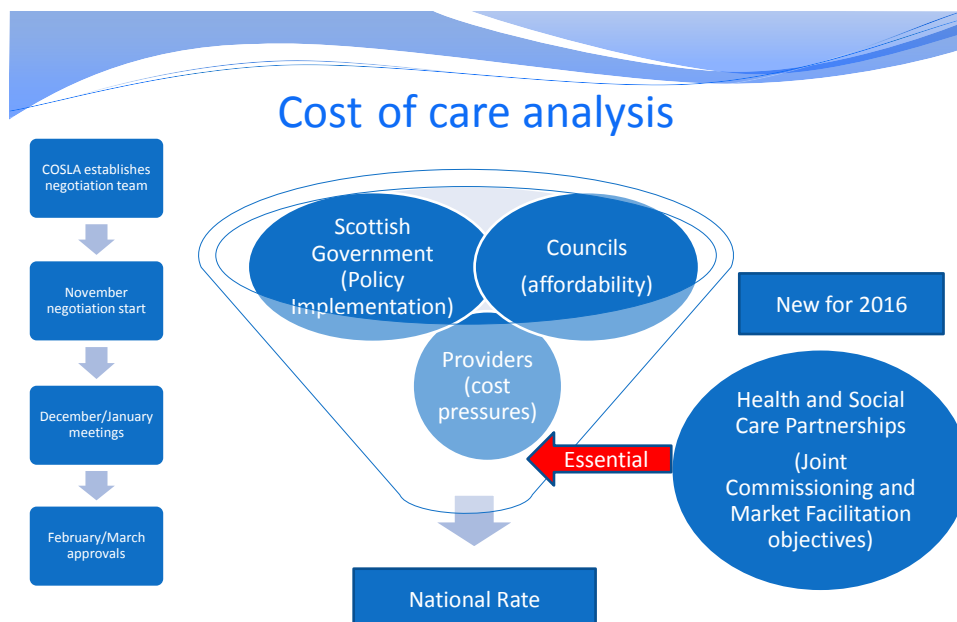 Cost of care analysis
COSLA establishes
negotiation team
November
negotiation start
December/January
meetings
February/March
approvals
Scottish
Government
(Policy
Implementation)
Councils
(affordability)
Providers
(cost
pressures)
National Rate
New for 2016
Essential
Health and Social
Care Partnerships
(Joint
Commissioning and
Market Facilitation
objectives)